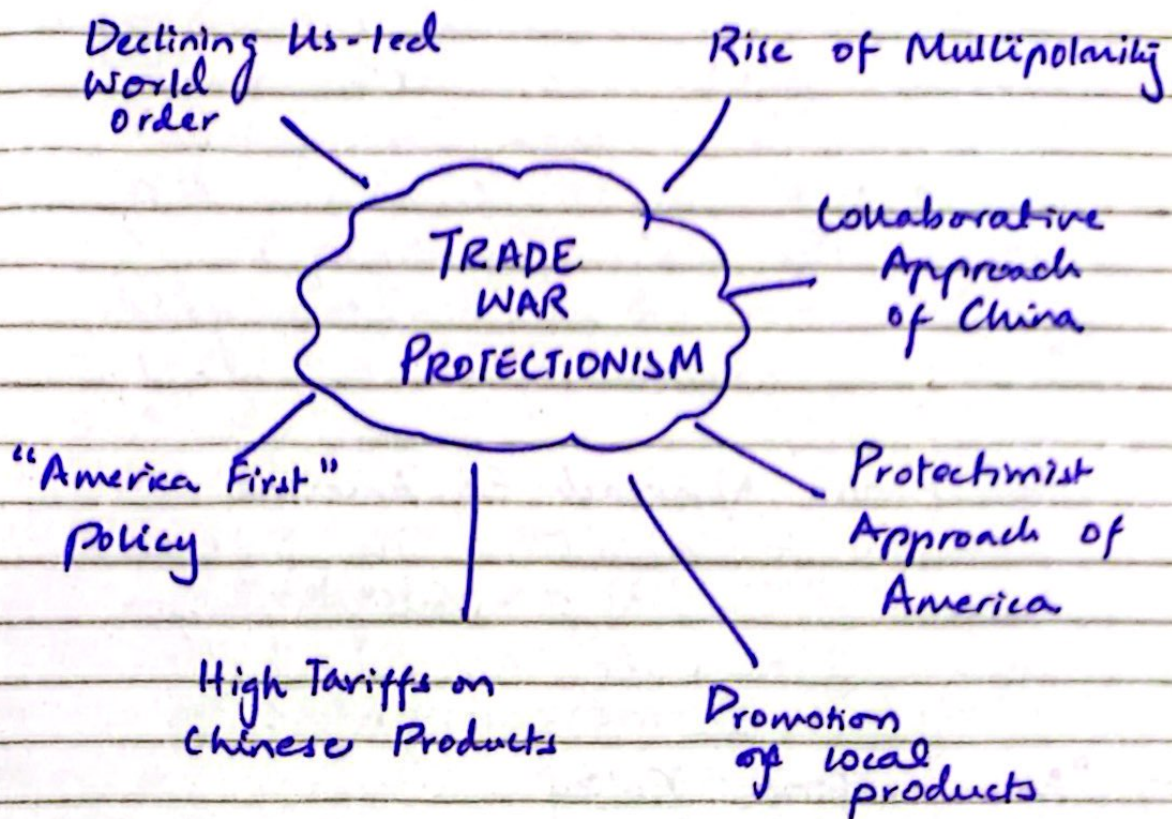 Declining Us-led
World
order
Rise of Multipolarity
TRADE
WAR
PROTECTIONISM
Collaborative
Approach
of China
"America First"
Policy
Protectionist
Approach of
America
High Tariffs on
Chinese Products
Promotion
of local
products